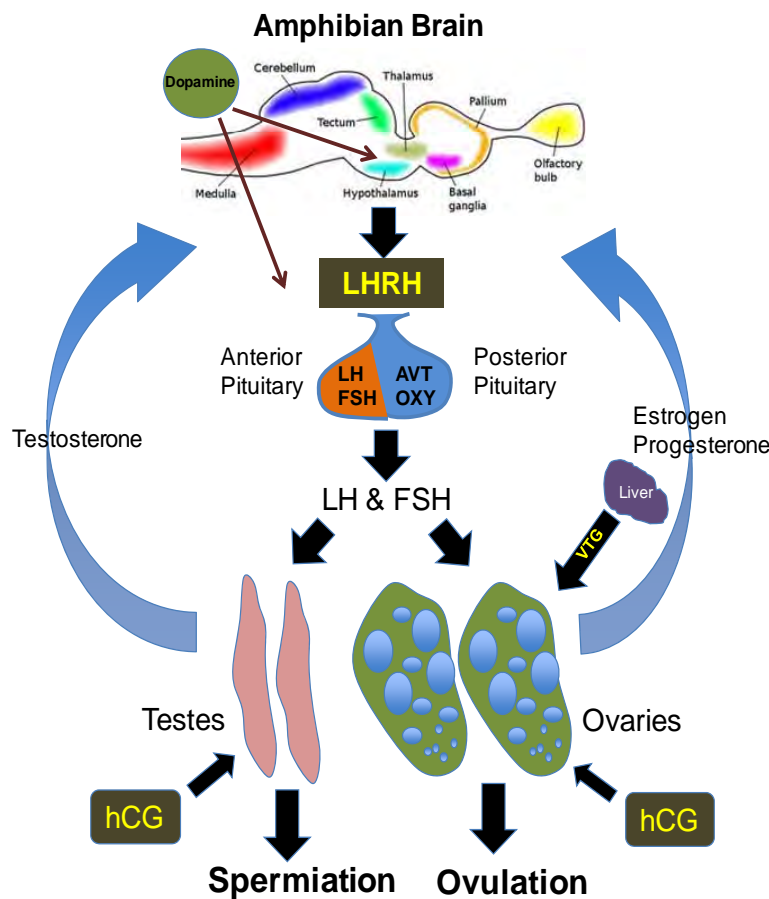 Amphibian Brain
Dopamine
Cerebellum
Thalamus
Pallium
Tectum
Medulla
Hypothalamus
Basal
ganglia
Olfactory
bulb
LHRH
Anterior
Pituitary
LH
FSH
AVT
OXY
Posterior
Pituitary
Testosterone
Estrogen
Progesterone
Liver
VTG
LH & FSH
Testes
Ovaries
hCG
hCG
Spermiation
Ovulation